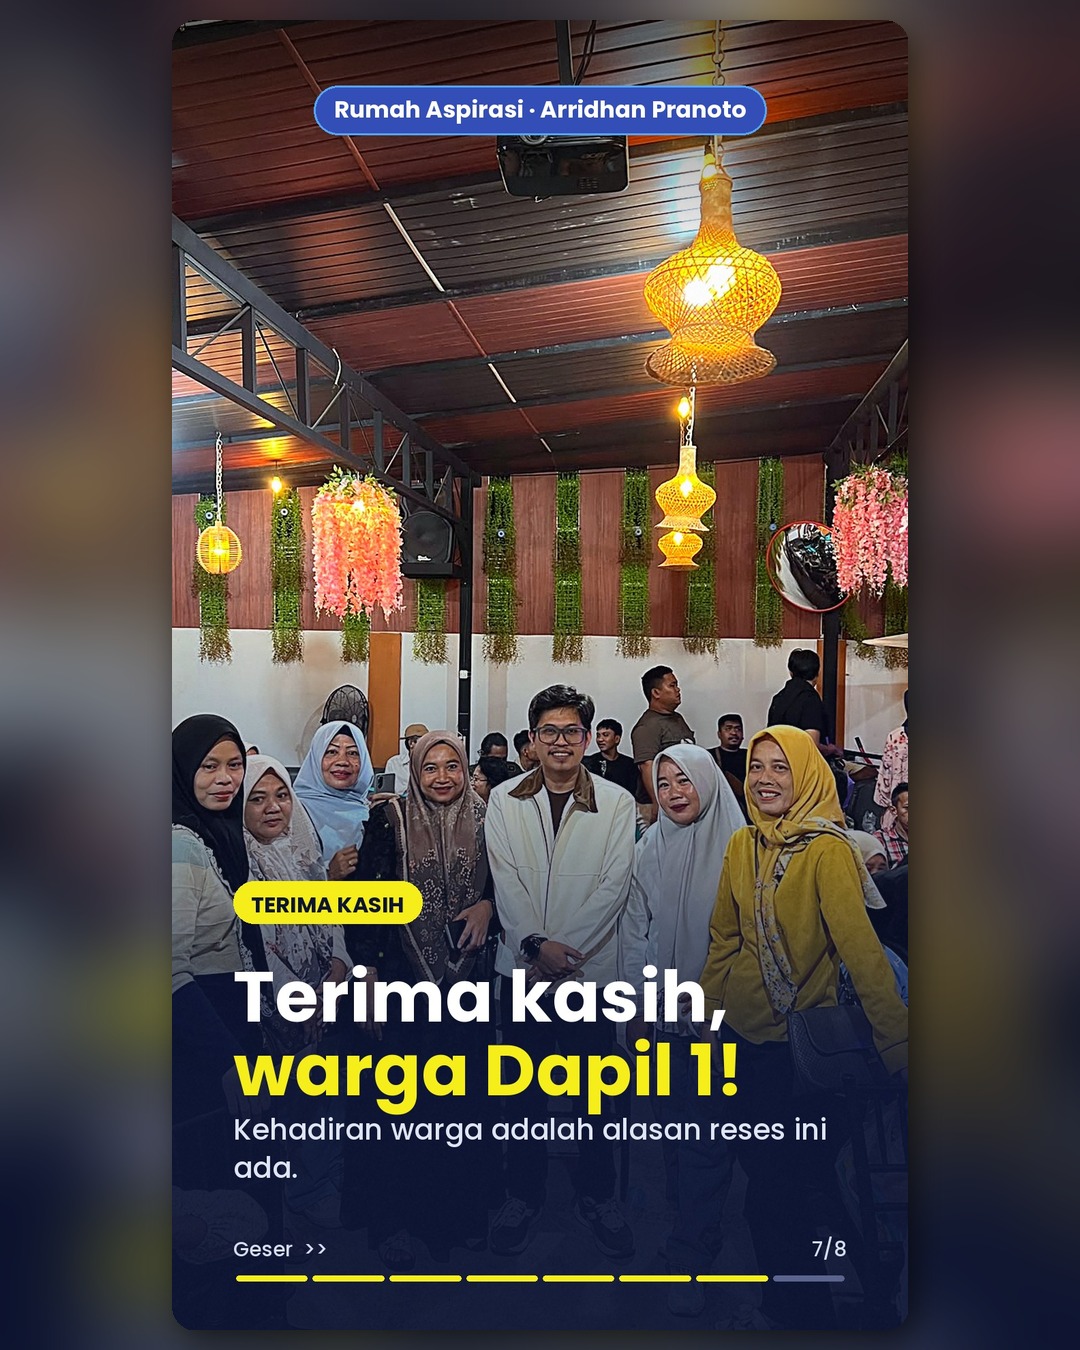 Rumah Aspirasi · Arridhan Pranoto
TERIMA KASIH
Terima kasih,
warga Dapil 1!
Kehadiran warga adalah alasan reses ini
ada.
Geser >>
7/8